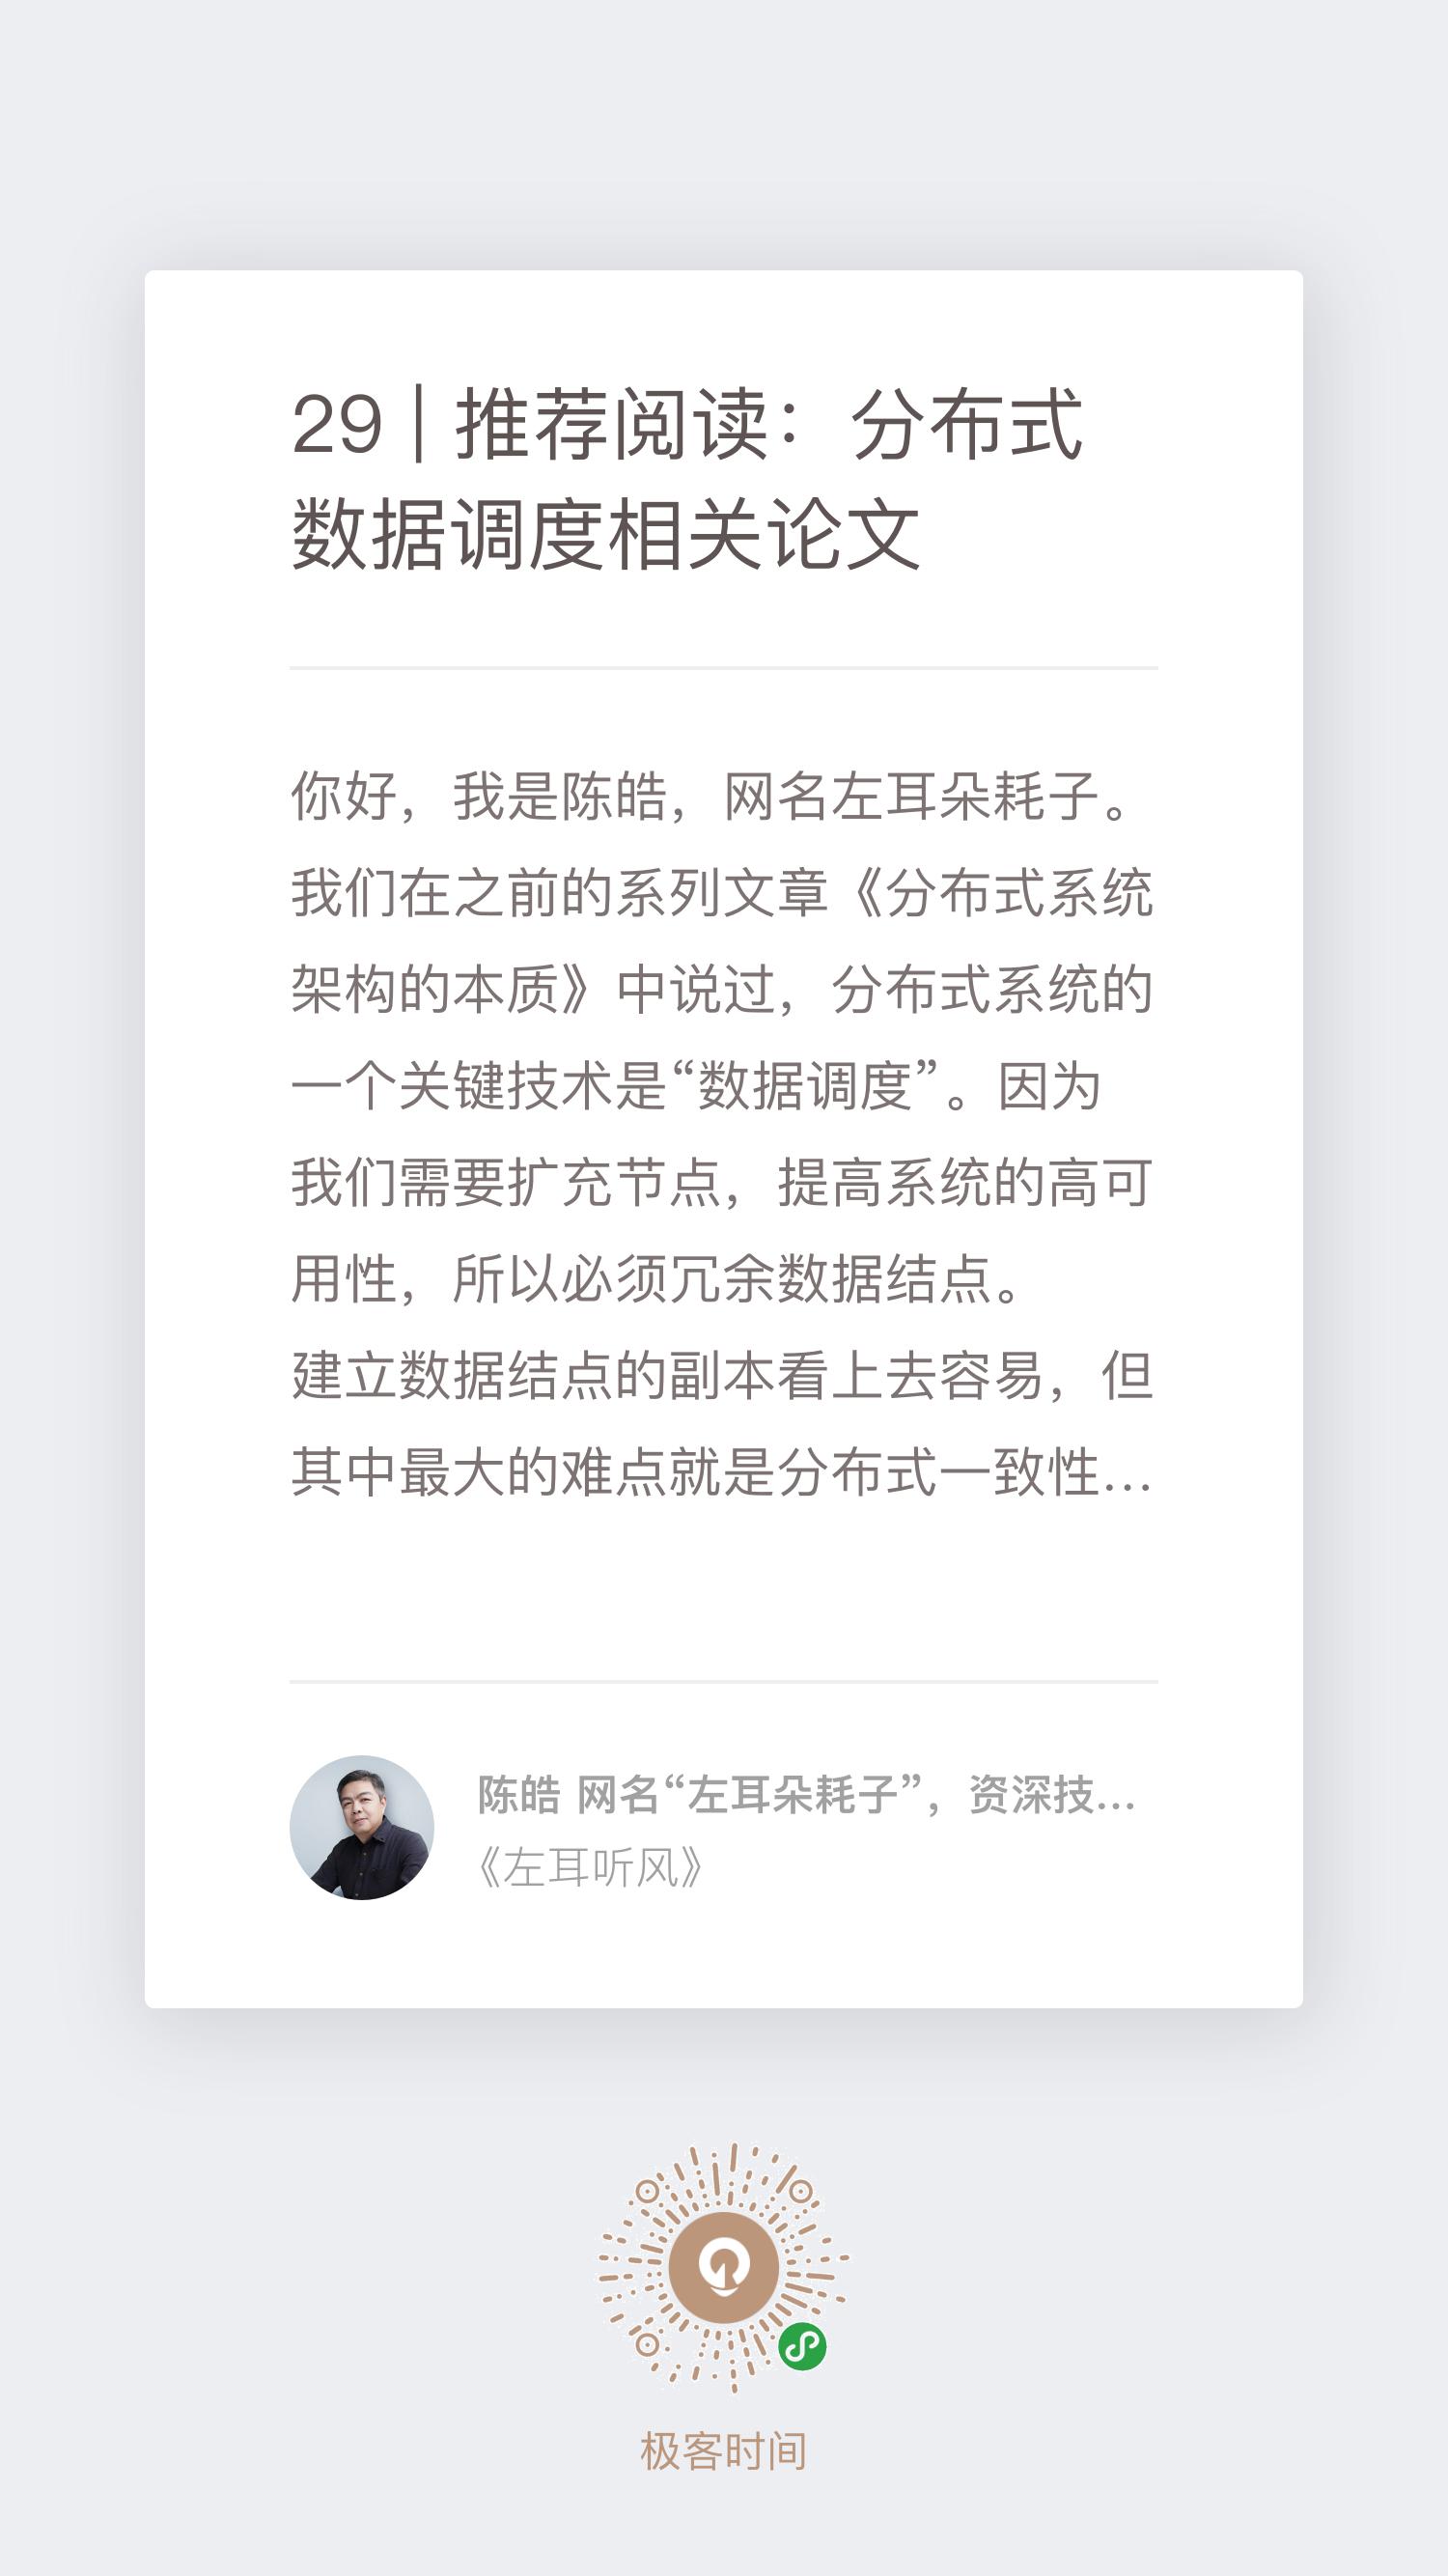 29 | 推荐阅读：分布式
数据调度相关论文
你好，我是陈皓，网名左耳朵耗子。
我们在之前的系列文章《分布式系统
架构的本质》中说过，分布式系统的
一个关键技术是“数据调度”。因为
我们需要扩充节点，提高系统的高可
用性，所以必须冗余数据结点。
建立数据结点的副本看上去容易，但
其中最大的难点就是分布式一致性...
陈皓 网名“左耳朵耗子”，资深技...
《左耳听风》
极客时间